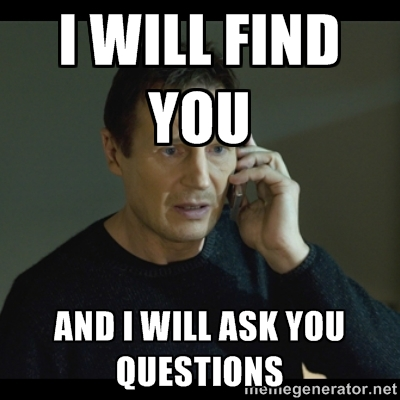 I WILL FIND
YOU
AND I WILL ASK YOU
QUESTIONS
memegenerator.net